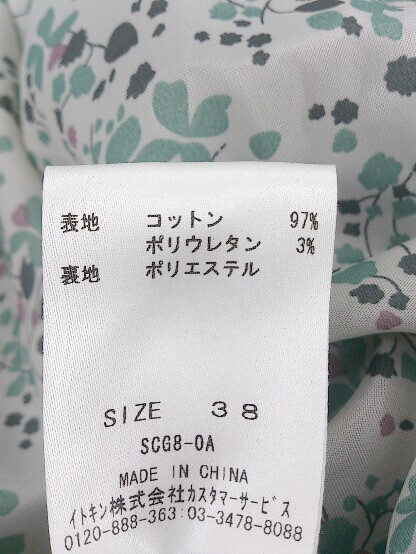 表地 コットン 97%
ポリウレタン 3%
裏地 ポリエステル
SIZE 38
SCG8-0A
MADE IN CHINA
イトキン株式会社カスタマーサービス
0120-888-363:03-3478-8088